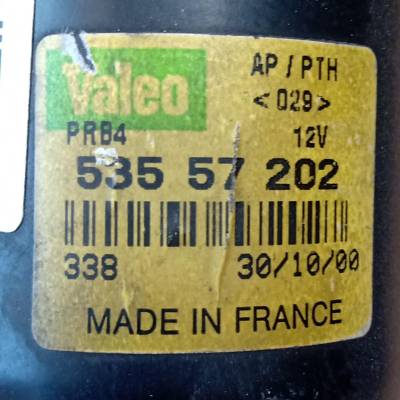 Valeo
AP / PTH
<029>
PRB4
12V
535 57 202
338
30/10/00
MADE IN FRANCE